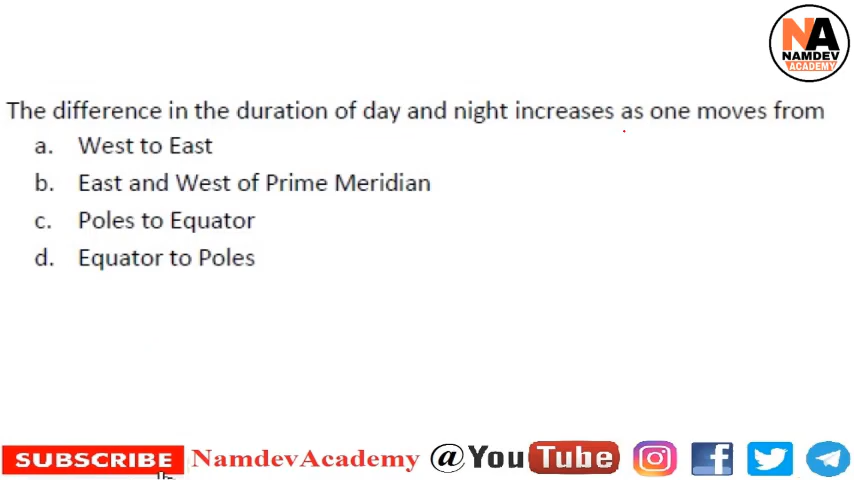 NA
NAMDEV
ACADEMY
The difference in the duration of day and night increases as one moves from
a. West to East
b. East and West of Prime Meridian
c. Poles to Equator
d. Equator to Poles
SUBSCRIBE NamdevAcademy @YouTube